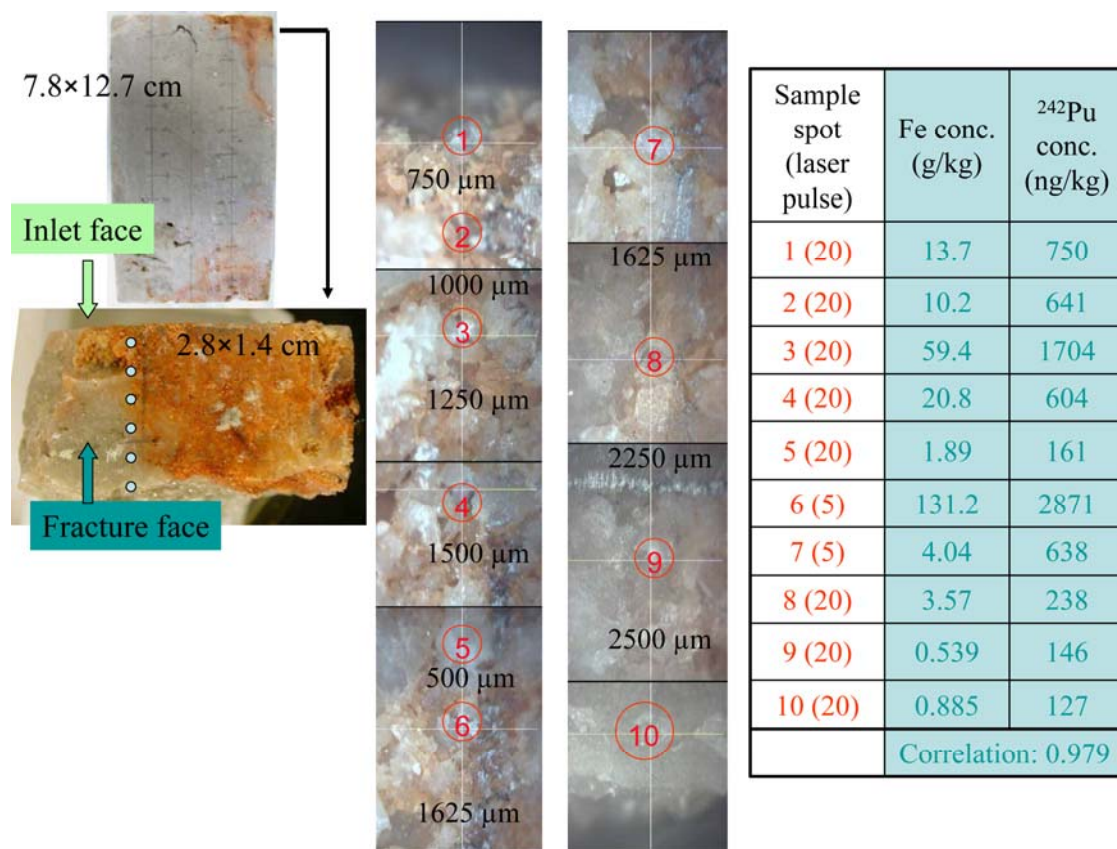 7.8×12.7 cm
Inlet face
2.8×1.4 cm
Fracture face
1
750 µm
2
1000 µm
3
1250 µm
4
1500 µm
5
500 µm
6
1625 µm
7
1625 µm
8
2250 µm
9
2500 µm
10
Sample
spot
(laser
pulse)
Fe conc.
(g/kg)
²⁴²Pu
conc.
(ng/kg)
1 (20) 13.7 750
2 (20) 10.2 641
3 (20) 59.4 1704
4 (20) 20.8 604
5 (20) 1.89 161
6 (5) 131.2 2871
7 (5) 4.04 638
8 (20) 3.57 238
9 (20) 0.539 146
10 (20) 0.885 127
Correlation: 0.979